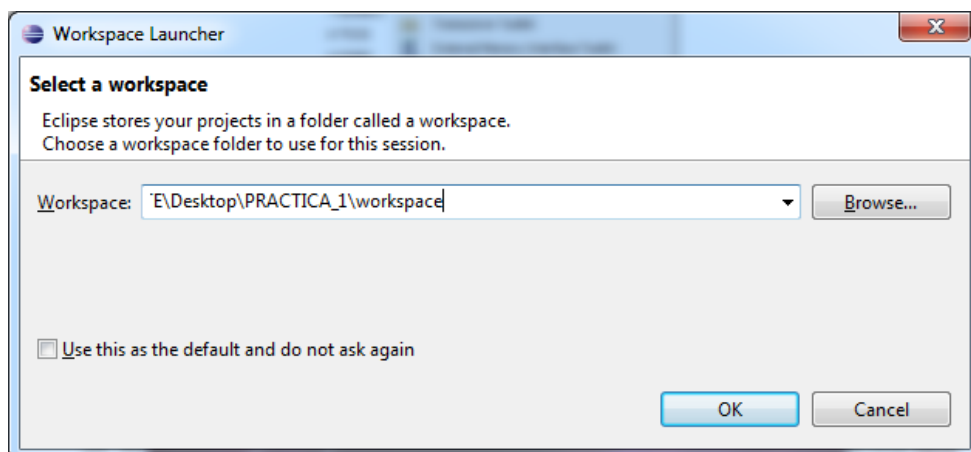 Workspace Launcher
Select a workspace
Eclipse stores your projects in a folder called a workspace.
Choose a workspace folder to use for this session.
Workspace: E\Desktop\PRACTICA_1\workspace Browse...
Use this as the default and do not ask again
OK Cancel